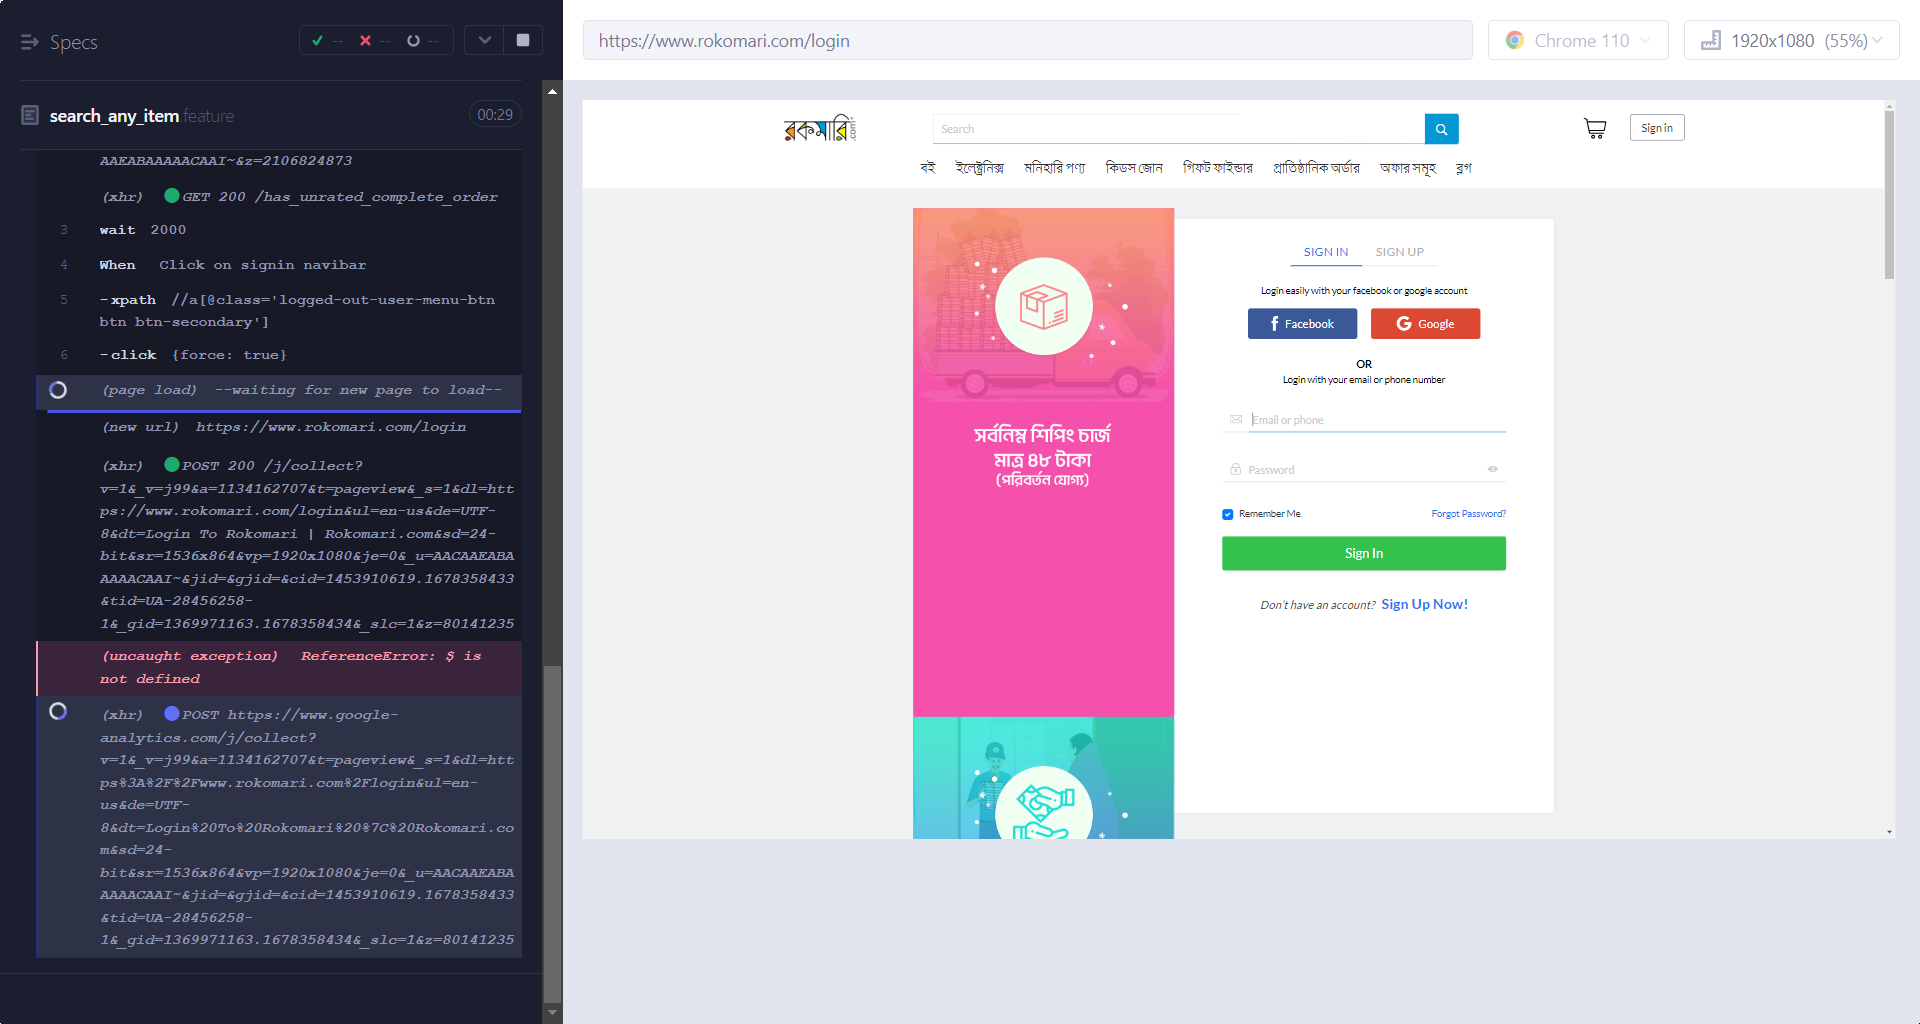 Specs
-- -- --
search_any_item feature
00:29
AAEABAAAAACAAI~&z=2106824873
(xhr) GET 200 /has_unrated_complete_order
3 wait 2000
4 When Click on signin navibar
5 -xpath //a[@class='logged-out-user-menu-btn
btn btn-secondary']
6 -click {force: true}
(page load) --waiting for new page to load--
(new url) https://www.rokomari.com/login
(xhr) POST 200 /j/collect?
v=1&_v=j99&a=1134162707&t=pageview&_s=1&dl=htt
ps://www.rokomari.com/login&ul=en-us&de=UTF-
8&dt=Login To Rokomari | Rokomari.com&sd=24-
bit&sr=1536x864&vp=1920x1080&je=0&_u=AACAAEABA
AAAACAAI~&jid=&gjid=&cid=1453910619.1678358433
&tid=UA-28456258-
1&_gid=1369971163.1678358434&_slc=1&z=80141235
(uncaught exception) ReferenceError: $ is
not defined
(xhr) POST https://www.google-
analytics.com/j/collect?
v=1&_v=j99&a=1134162707&t=pageview&_s=1&dl=htt
ps%3A%2F%2Fwww.rokomari.com%2Flogin&ul=en-
us&de=UTF-
8&dt=Login%20To%20Rokomari%20%7C%20Rokomari.co
m&sd=24-
bit&sr=1536x864&vp=1920x1080&je=0&_u=AACAAEABA
AAAACAAI~&jid=&gjid=&cid=1453910619.1678358433
&tid=UA-28456258-
1&_gid=1369971163.1678358434&_slc=1&z=80141235
https://www.rokomari.com/login
Chrome 110
1920x1080 (55%)
রকমারি.com
Search
Sign in
বই ইলেক্ট্রনিক্স মনিহারি পণ্য কিডস জোন গিফট ফাইন্ডার প্রাতিষ্ঠানিক অর্ডার অফার সমূহ ব্লগ
সর্বনিম্ন শিপিং চার্জ
মাত্র ৪৮ টাকা
(পরিবর্তন যোগ্য)
SIGN IN SIGN UP
Login easily with your facebook or google account
Facebook Google
OR
Login with your email or phone number
Email or phone
Password
Remember Me Forgot Password?
Sign In
Don't have an account? Sign Up Now!